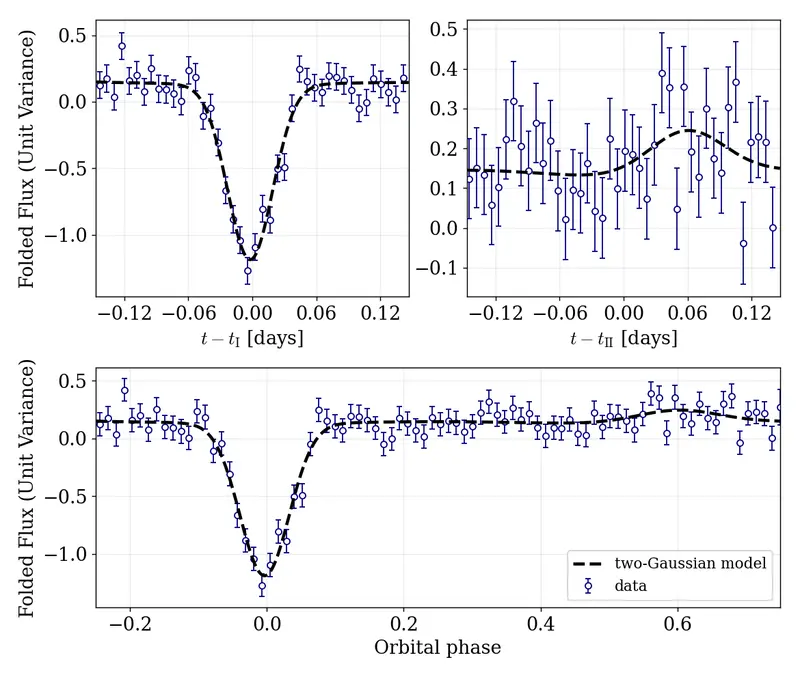 Folded Flux (Unit Variance)
0.5
0.0
−0.5
−1.0
−0.12 −0.06 0.00 0.06 0.12
t − tI [days]
0.5
0.4
0.3
0.2
0.1
0.0
−0.1
−0.12 −0.06 0.00 0.06 0.12
t − tII [days]
Folded Flux (Unit Variance)
0.5
0.0
−0.5
−1.0
−0.2 0.0 0.2 0.4 0.6
Orbital phase
two-Gaussian model
data